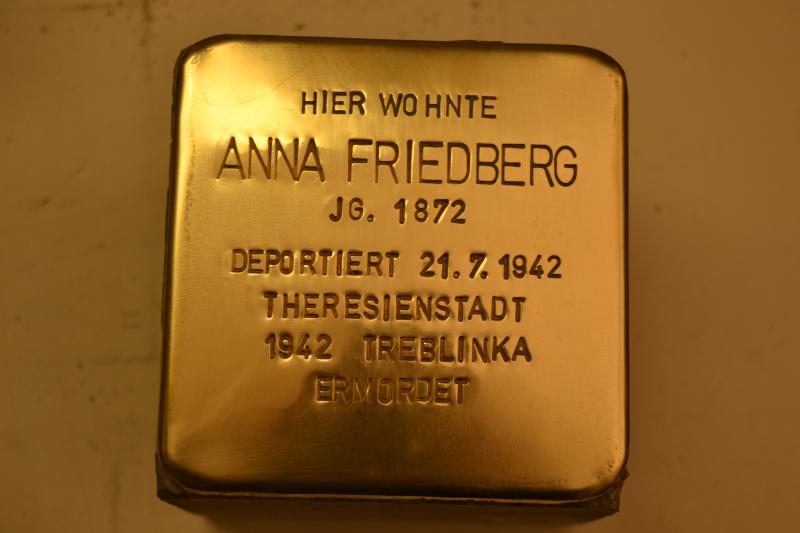 HIER WOHNTE
ANNA FRIEDBERG
JG. 1872
DEPORTIERT 21.7.1942
THERESIENSTADT
1942 TREBLINKA
ERMORDET